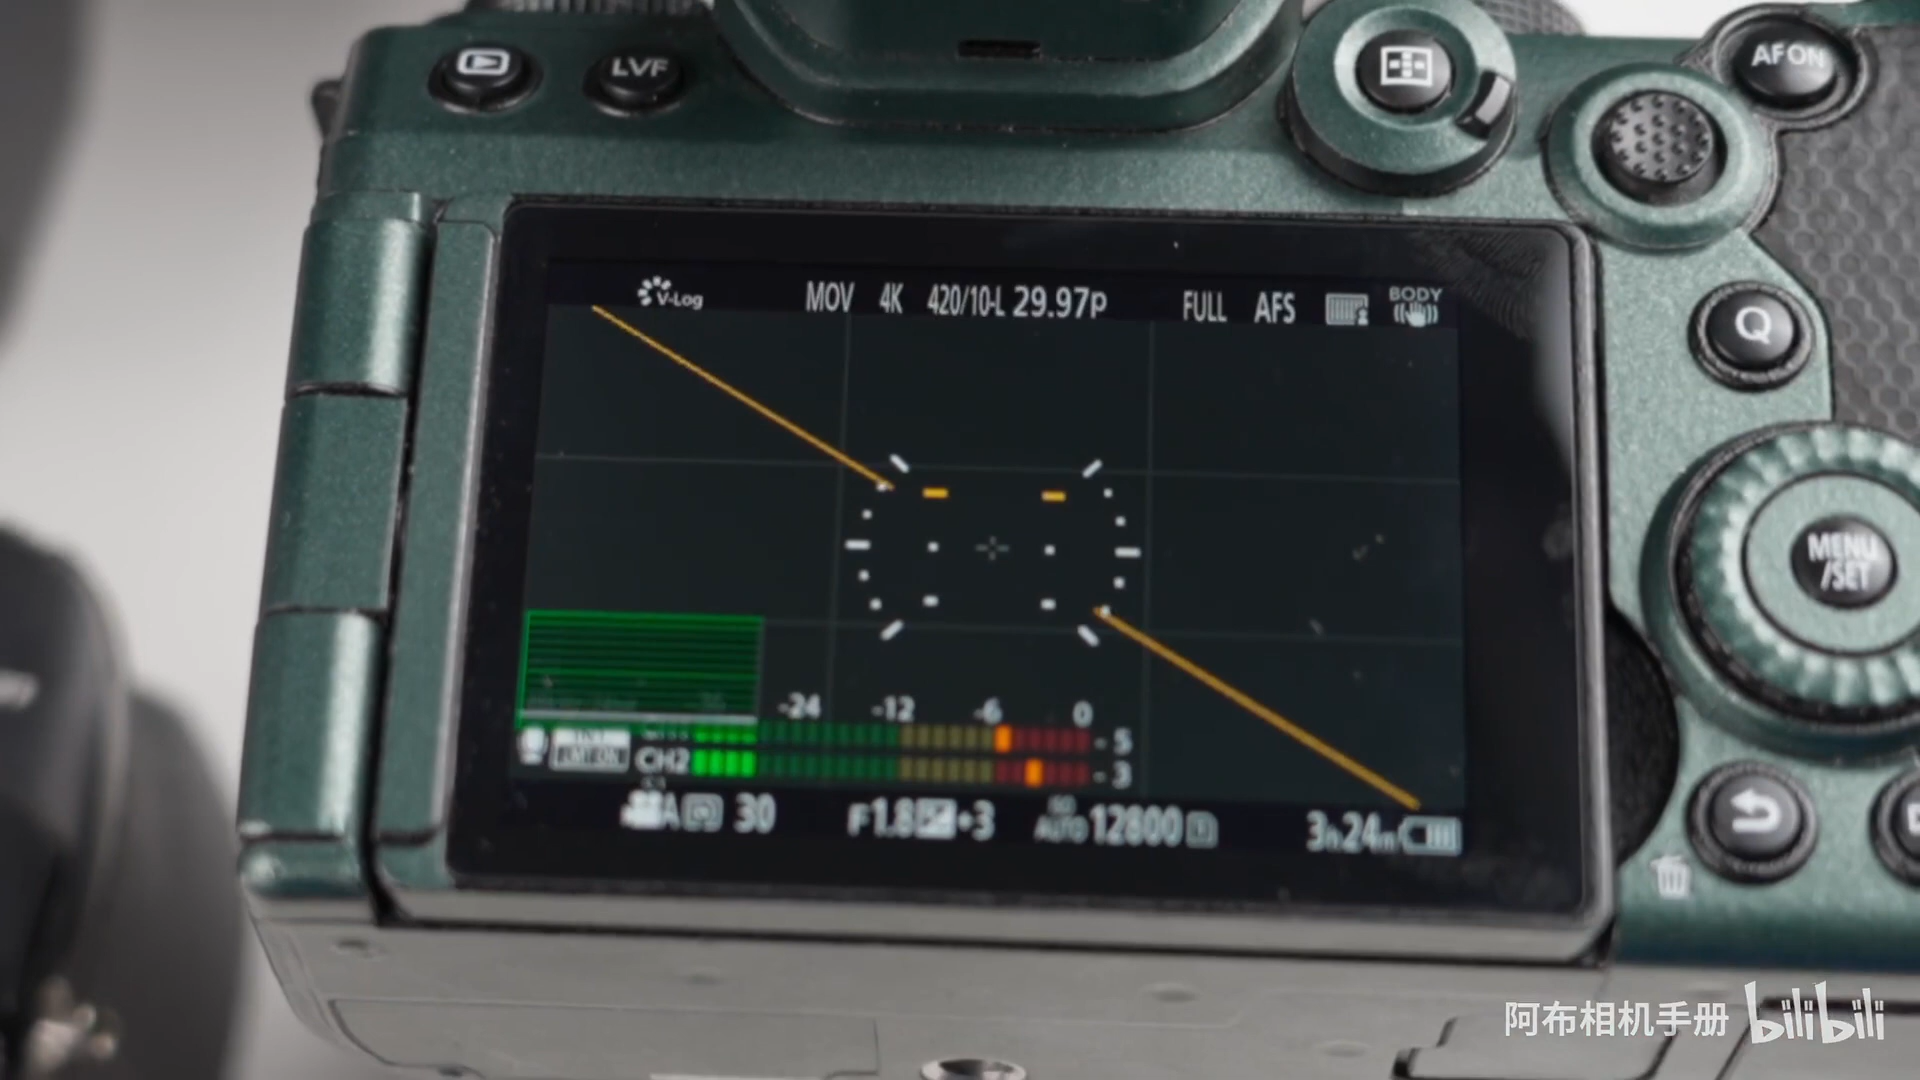 LVF
AF ON
V-Log MOV 4K 420/10-L 29.97p FULL AFS BODY
Q
MENU
/SET
-24 -12 -6 0
-5
CH2 -3
A 30 F1.8 +3 ISO AUTO 12800 3h24m
阿布相机手册 bilibili